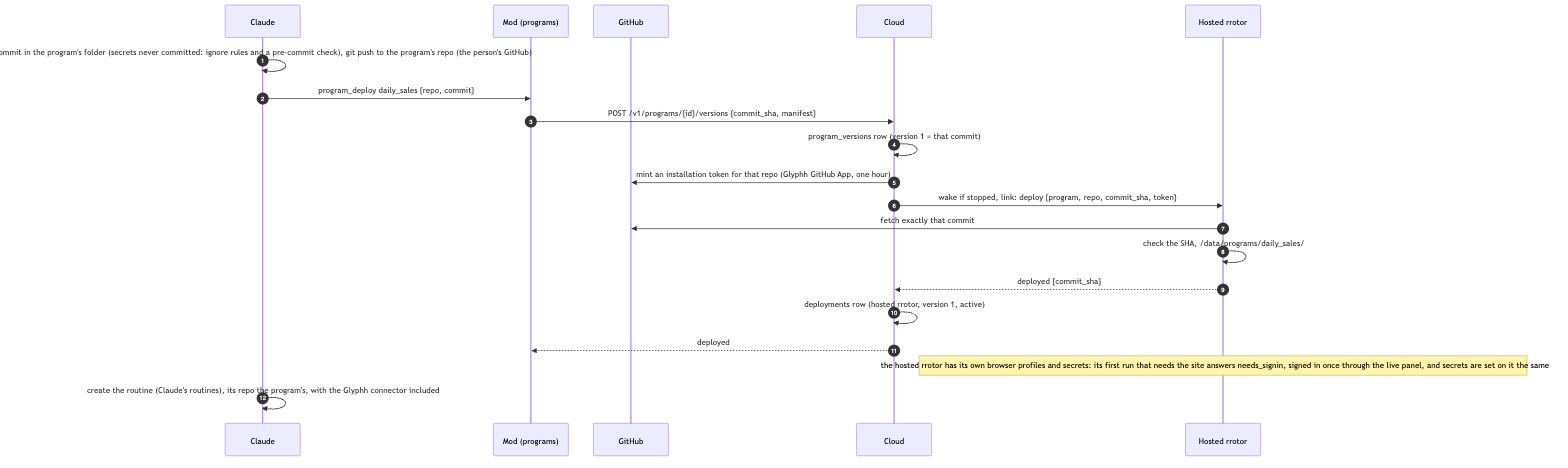 Claude
Mod (programs)
GitHub
Cloud
Hosted rrotor
ommit in the program's folder (secrets never committed: ignore rules and a pre-commit check), git push to the program's repo (the person's GitHub)
1
2
program_deploy daily_sales {repo, commit}
3
POST /v1/programs/{id}/versions {commit_sha, manifest}
program_versions row (version 1 = that commit)
4
mint an installation token for that repo (Glyphh GitHub App, one hour)
5
6
wake if stopped, link: deploy {program, repo, commit_sha, token}
fetch exactly that commit
7
check the SHA, /data/programs/daily_sales/
8
deployed {commit_sha}
9
deployments row (hosted rrotor, version 1, active)
10
deployed
11
the hosted rrotor has its own browser profiles and secrets: its first run that needs the site answers needs_signin, signed in once through the live panel, and secrets are set on it the same
create the routine (Claude's routines), its repo the program's, with the Glyphh connector included
12
Claude
Mod (programs)
GitHub
Cloud
Hosted rrotor